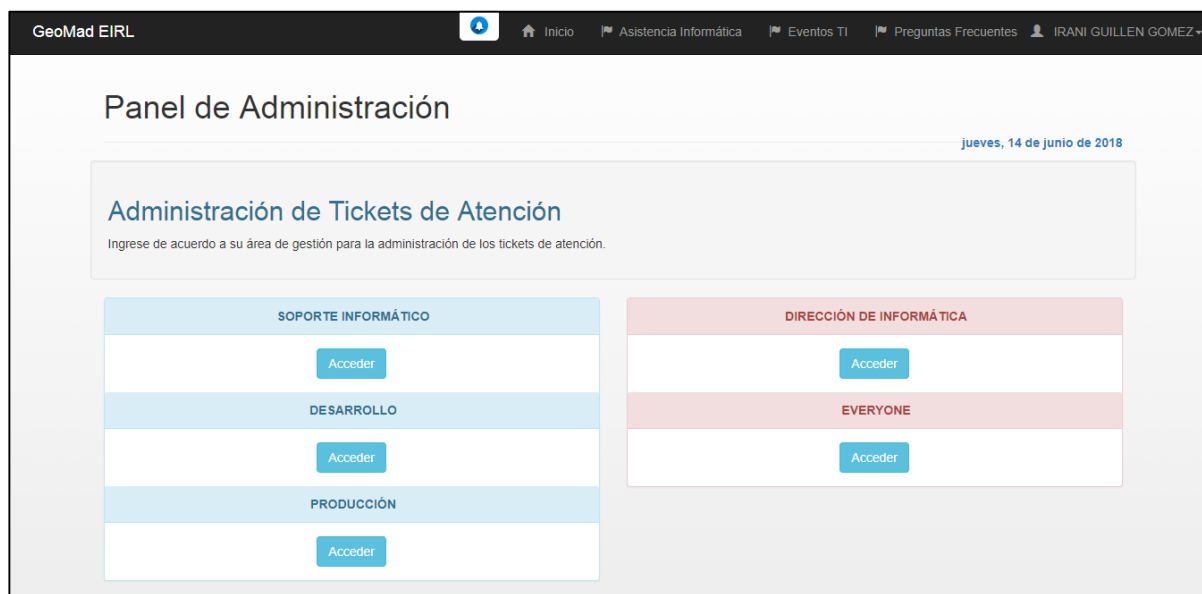 GeoMad EIRL
Inicio
Asistencia Informática
Eventos TI
Preguntas Frecuentes
IRANI GUILLEN GOMEZ
Panel de Administración
jueves, 14 de junio de 2018
Administración de Tickets de Atención
Ingrese de acuerdo a su área de gestión para la administración de los tickets de atención.
SOPORTE INFORMÁTICO
Acceder
DESARROLLO
Acceder
PRODUCCIÓN
Acceder
DIRECCIÓN DE INFORMÁTICA
Acceder
EVERYONE
Acceder